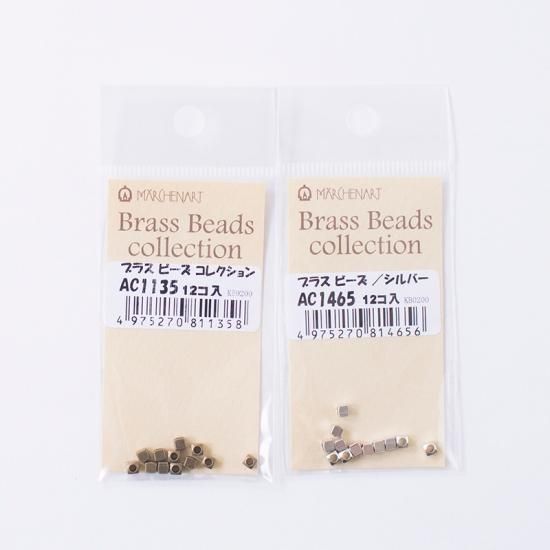 MÄRCHENART
Brass Beads
collection
ブラス ビーズ コレクション
AC1135 12コ入
4 975270 811358
MÄRCHENART
Brass Beads
collection
ブラス ビーズ /シルバー
AC1465 12コ入 KB0200
4 975270 814656